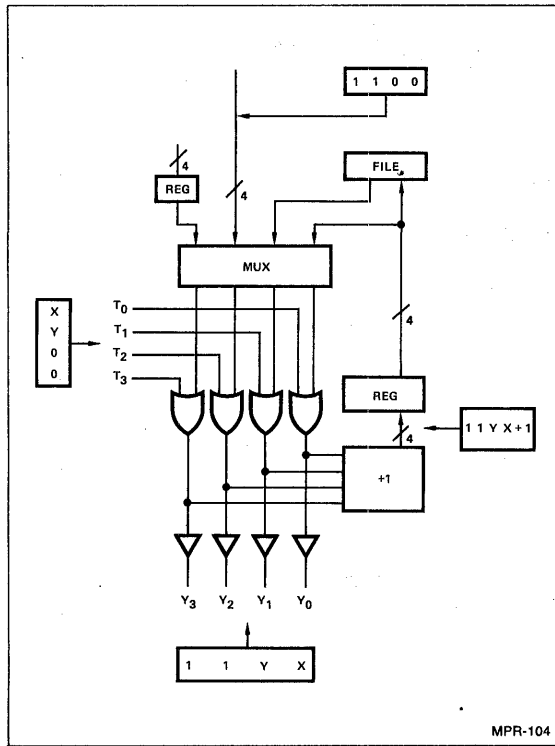 1 1 0 0
4
REG
4
FILE
MUX
X
Y
0
0
T0
T1
T2
T3
4
REG
4
1 1 Y X+1
+1
Y3 Y2 Y1 Y0
1 1 Y X
MPR-104